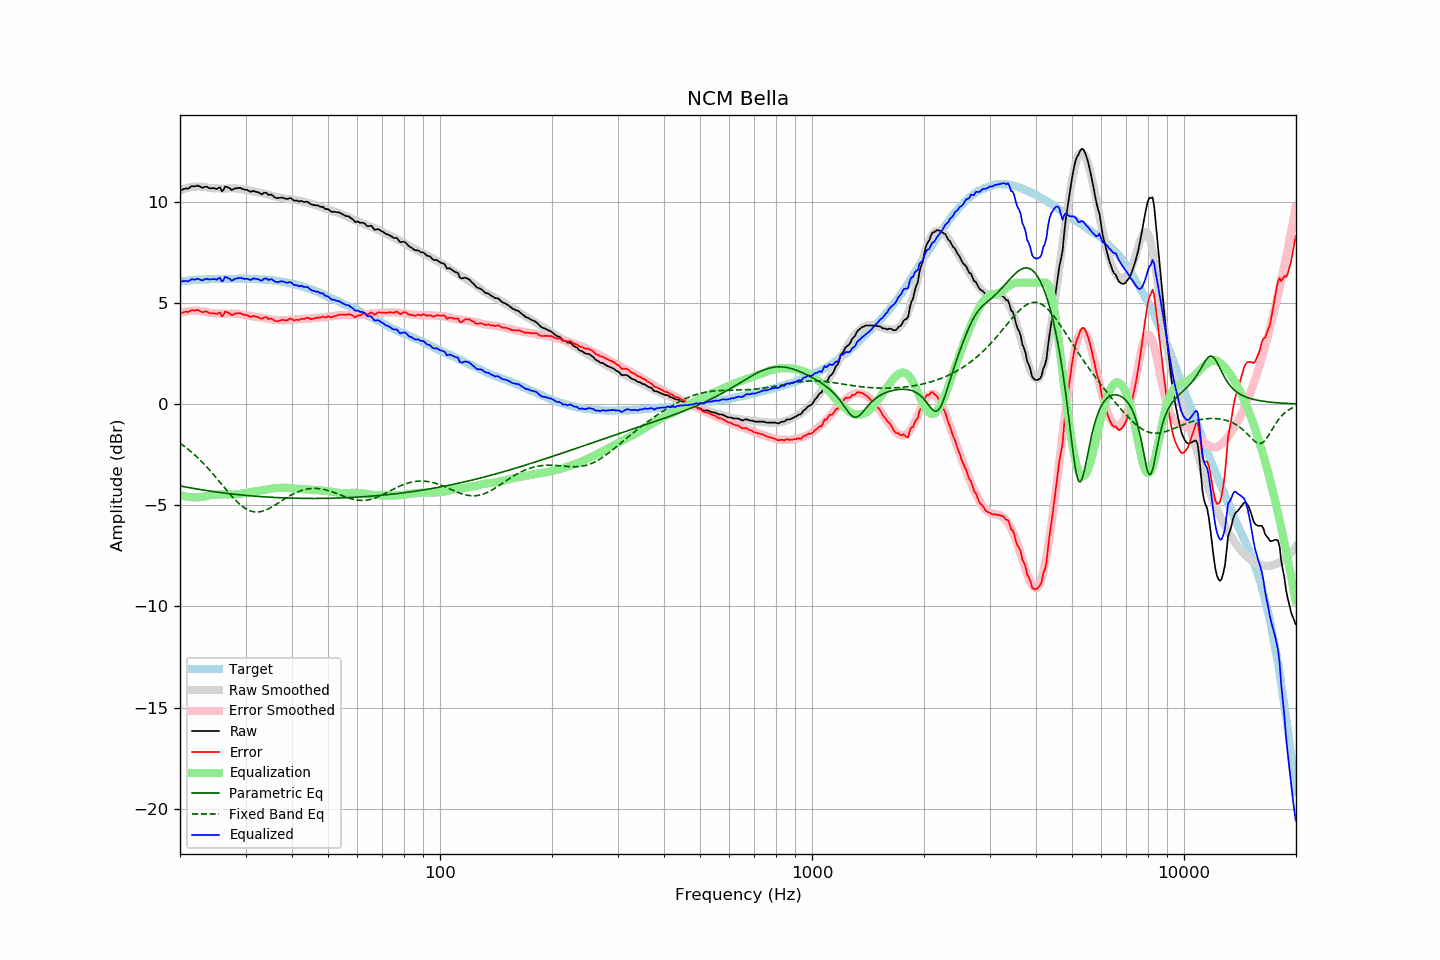 NCM Bella
Amplitude (dBr)
10
5
0
−5
−10
−15
−20
Target
Raw Smoothed
Error Smoothed
Raw
Error
Equalization
Parametric Eq
Fixed Band Eq
Equalized
100
1000
10000
Frequency (Hz)